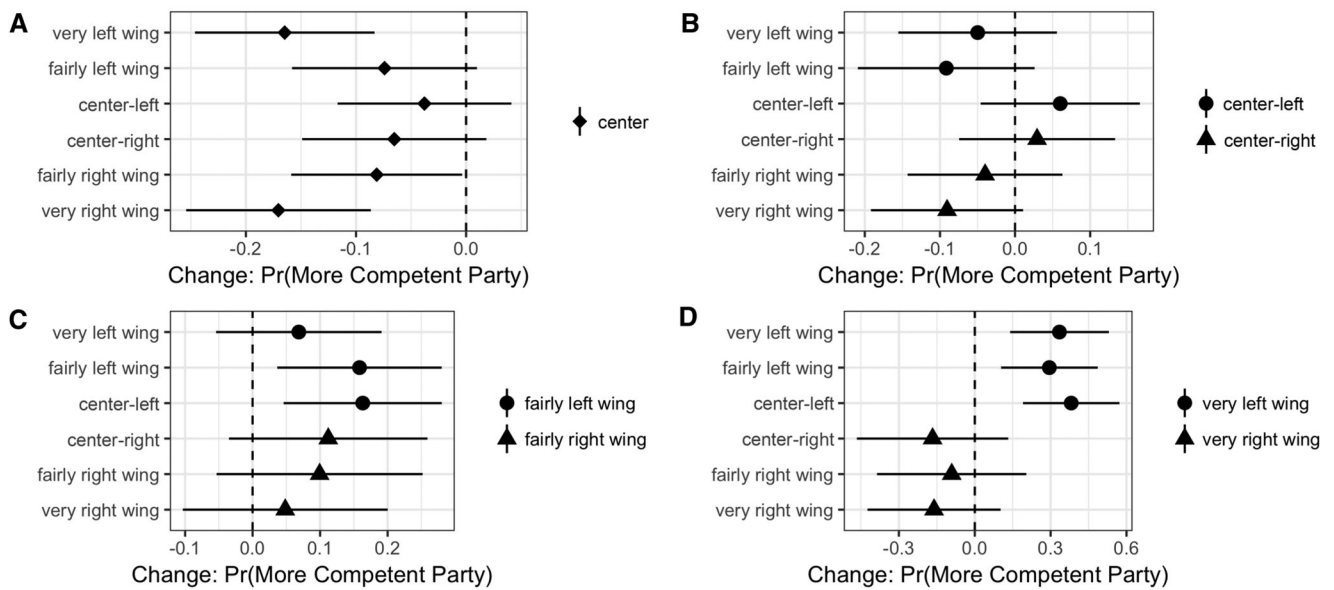 A
very left wing
fairly left wing
center-left
center-right
fairly right wing
very right wing
-0.2 -0.1 0.0
Change: Pr(More Competent Party)
center
B
very left wing
fairly left wing
center-left
center-right
fairly right wing
very right wing
-0.2 -0.1 0.0 0.1
Change: Pr(More Competent Party)
center-left
center-right
C
very left wing
fairly left wing
center-left
center-right
fairly right wing
very right wing
-0.1 0.0 0.1 0.2
Change: Pr(More Competent Party)
fairly left wing
fairly right wing
D
very left wing
fairly left wing
center-left
center-right
fairly right wing
very right wing
-0.3 0.0 0.3 0.6
Change: Pr(More Competent Party)
very left wing
very right wing